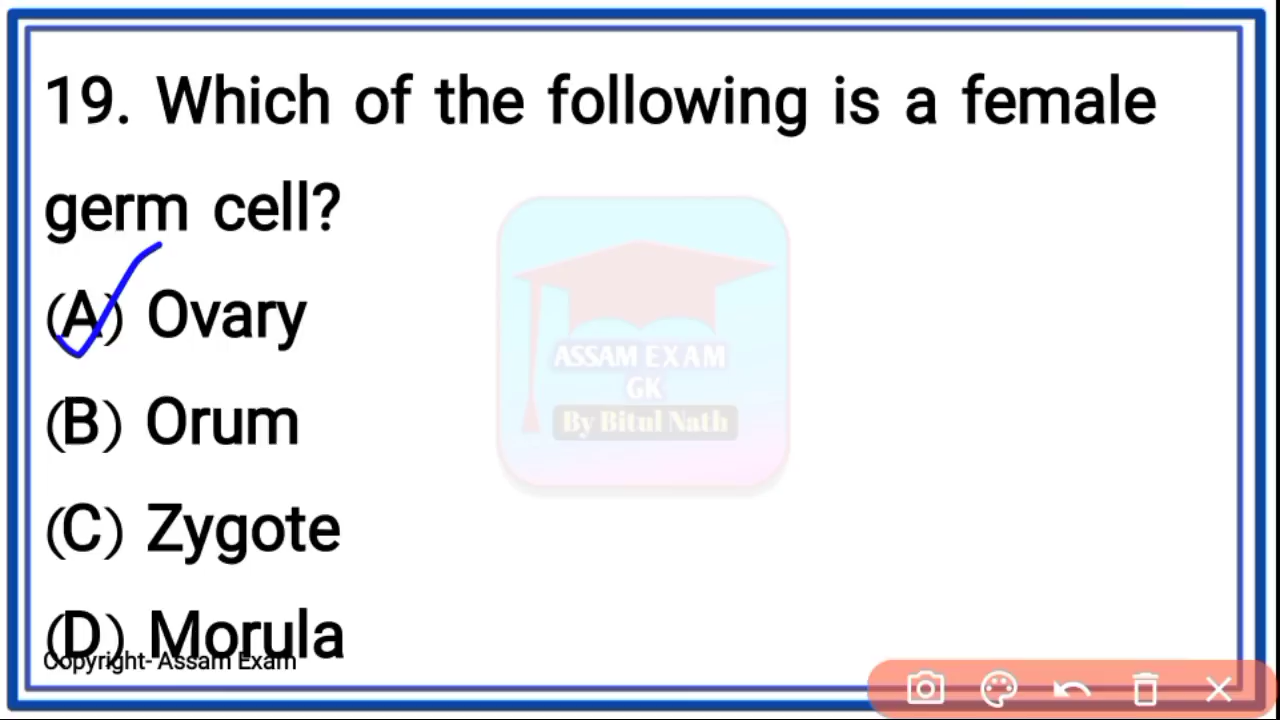 19. Which of the following is a female
germ cell?
(A) Ovary
ASSAM EXAM
GK
By Bitul Nath
(B) Orum
(C) Zygote
(D) Morula
Copyright- Assam Exam